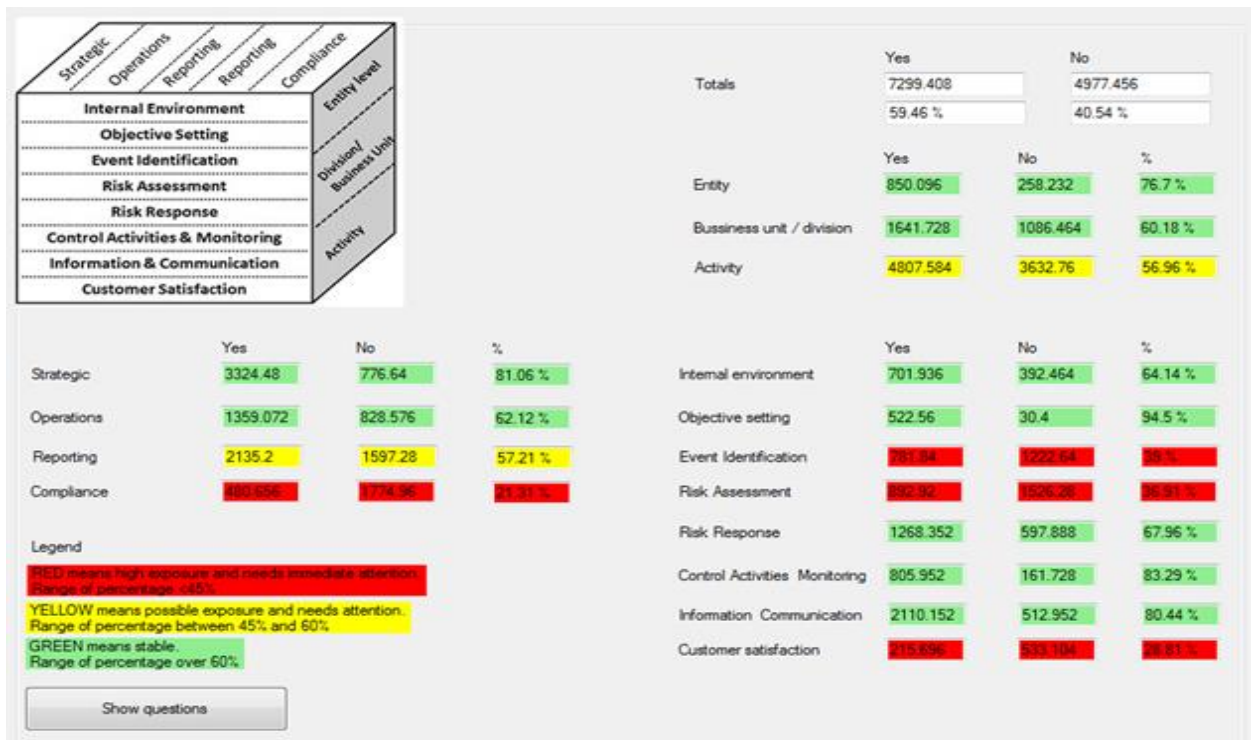 Strategic
Operations
Reporting
Reporting
Compliance
Entity level
Division/
Business Unit
Activity
Internal Environment
Objective Setting
Event Identification
Risk Assessment
Risk Response
Control Activities & Monitoring
Information & Communication
Customer Satisfaction
Yes No
Totals 7299.408 4977.456
59.46 % 40.54 %
Yes No %
Entity 850.096 258.232 76.7 %
Bussiness unit / division 1641.728 1086.464 60.18 %
Activity 4807.584 3632.76 56.96 %
Yes No %
Strategic 3324.48 776.64 81.06 %
Operations 1359.072 828.576 62.12 %
Reporting 2135.2 1597.28 57.21 %
Compliance 480.656 1774.96 21.31 %
Legend
RED means high exposure and needs immediate attention.
Range of percentage <45%
YELLOW means possible exposure and needs attention.
Range of percentage between 45% and 60%
GREEN means stable.
Range of percentage over 60%
Show questions
Yes No %
Internal environment 701.936 392.464 64.14 %
Objective setting 522.56 30.4 94.5 %
Event Identification 781.84 1222.64 39 %
Risk Assessment 892.92 1526.28 36.91 %
Risk Response 1268.352 597.888 67.96 %
Control Activities Monitoring 805.952 161.728 83.29 %
Information Communication 2110.152 512.952 80.44 %
Customer satisfaction 215.696 533.104 28.81 %